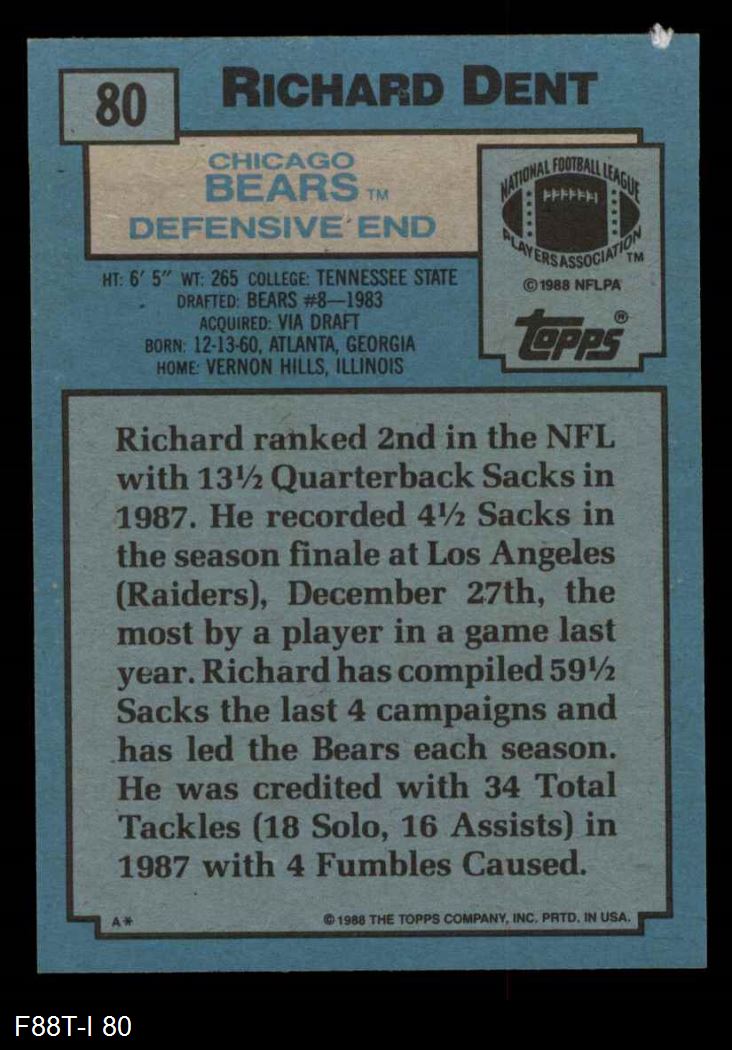 80
RICHARD DENT
CHICAGO
BEARS TM
DEFENSIVE END
NATIONAL FOOTBALL LEAGUE
PLAYERS ASSOCIATION TM
© 1988 NFLPA
topps®
HT: 6' 5" WT: 265 COLLEGE: TENNESSEE STATE
DRAFTED: BEARS #8—1983
ACQUIRED: VIA DRAFT
BORN: 12-13-60, ATLANTA, GEORGIA
HOME: VERNON HILLS, ILLINOIS
Richard ranked 2nd in the NFL
with 13½ Quarterback Sacks in
1987. He recorded 4½ Sacks in
the season finale at Los Angeles
(Raiders), December 27th, the
most by a player in a game last
year. Richard has compiled 59½
Sacks the last 4 campaigns and
has led the Bears each season.
He was credited with 34 Total
Tackles (18 Solo, 16 Assists) in
1987 with 4 Fumbles Caused.
A* © 1988 THE TOPPS COMPANY, INC. PRTD. IN USA.
F88T-I 80